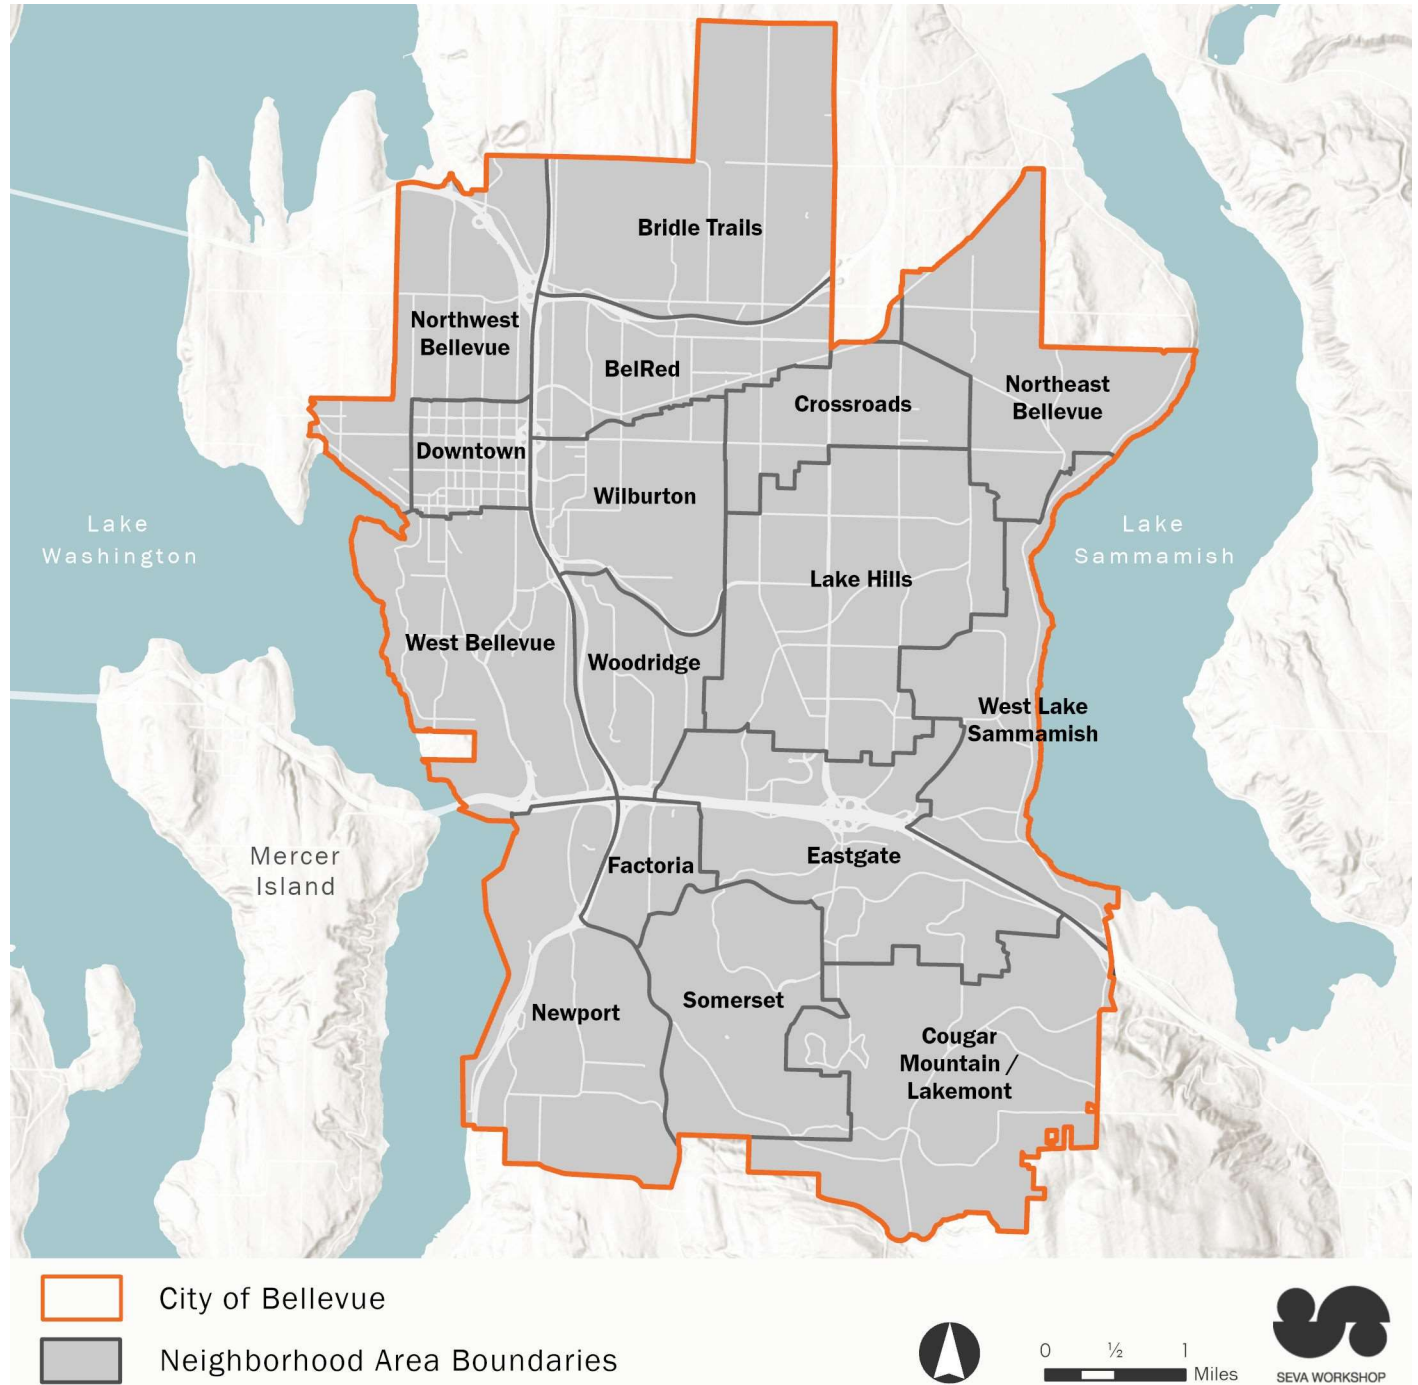 Bridle Trails
Northwest
Bellevue
BelRed
Crossroads
Northeast
Bellevue
Downtown
Wilburton
Lake
Washington
Lake
Sammamish
Lake Hills
West Bellevue
Woodridge
West Lake
Sammamish
Mercer
Island
Factoria
Eastgate
Newport
Somerset
Cougar
Mountain /
Lakemont
City of Bellevue
Neighborhood Area Boundaries
0 ½ 1
Miles
SEVA WORKSHOP